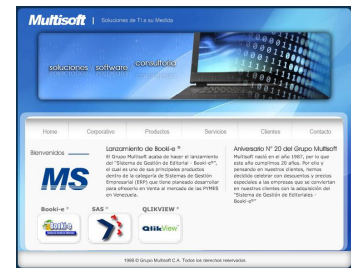 Multisoft | Soluciones de TI a su Medida
soluciones software consultoría
Home Corporativo Productos Servicios Clientes Contacto
Bienvenidos
MS
Lanzamiento de Booki-e ®
El Grupo Multisoft acaba de hacer el lanzamiento
del "Sistema de Gestión de Editorial - Booki-e®",
el cual es uno de sus principales productos
dentro de la categoría de Sistemas de Gestión
Empresarial (ERP) que tiene planeado desarrollar
para ofrecerlo en Venta al mercado de las PYMES
en Venezuela.
Aniversario N° 20 del Grupo Multisoft
Multisoft nació en el año 1987, por lo que
este año cumplimos 20 años. Por ello y
pensando en nuestros clientes, hemos
decidido celebrar con descuentos y precios
especiales a las empresas que se conviertan
en nuestros clientes con la adquisición del
"Sistema de Gestión de Editoriales -
Booki-e®"
Booki-e ® SAS ® QLIKVIEW ®
Booki-e
QlikView
1998 © Grupo Multisoft C.A. Todos los derechos reservados.